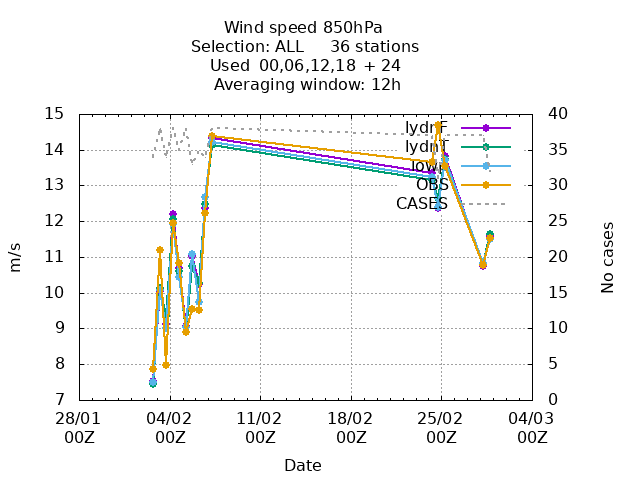 Wind speed 850hPa
Selection: ALL 36 stations
Used 00,06,12,18 + 24
Averaging window: 12h
15 40
14 35
13 30
12 25
11 20
10 15
9 10
8 5
7 0
OBS
CASES
m/s
No cases
28/01 04/02 11/02 18/02 25/02 04/03
00Z 00Z 00Z 00Z 00Z 00Z
Date